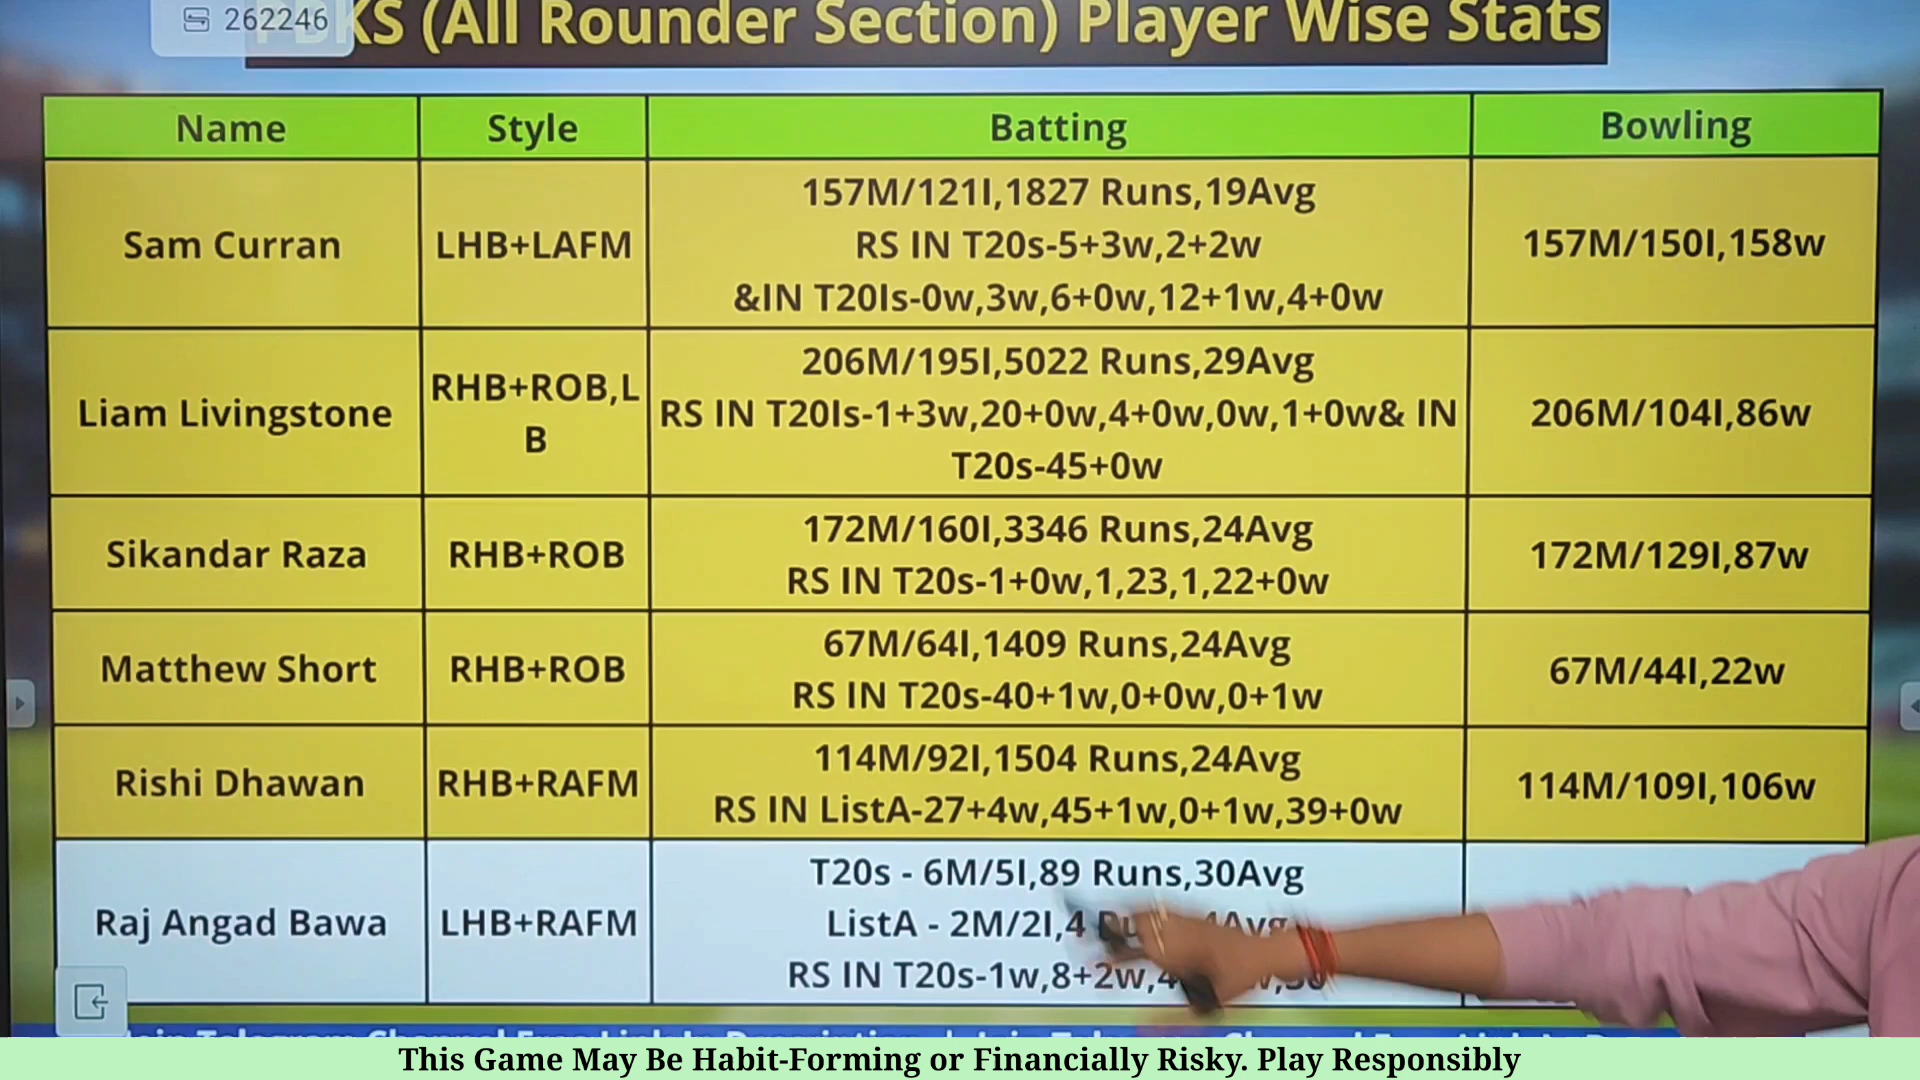 262246
KS (All Rounder Section) Player Wise Stats
Name Style Batting Bowling
Sam Curran LHB+LAFM 157M/121I,1827 Runs,19Avg
RS IN T20s-5+3w,2+2w
&IN T20Is-0w,3w,6+0w,12+1w,4+0w 157M/150I,158w
Liam Livingstone RHB+ROB,L
B 206M/195I,5022 Runs,29Avg
RS IN T20Is-1+3w,20+0w,4+0w,0w,1+0w& IN
T20s-45+0w 206M/104I,86w
Sikandar Raza RHB+ROB 172M/160I,3346 Runs,24Avg
RS IN T20s-1+0w,1,23,1,22+0w 172M/129I,87w
Matthew Short RHB+ROB 67M/64I,1409 Runs,24Avg
RS IN T20s-40+1w,0+0w,0+1w 67M/44I,22w
Rishi Dhawan RHB+RAFM 114M/92I,1504 Runs,24Avg
RS IN ListA-27+4w,45+1w,0+1w,39+0w 114M/109I,106w
Raj Angad Bawa LHB+RAFM T20s - 6M/5I,89 Runs,30Avg
ListA - 2M/2I,4
RS IN T20s-1w,8+2w,4
This Game May Be Habit-Forming or Financially Risky. Play Responsibly